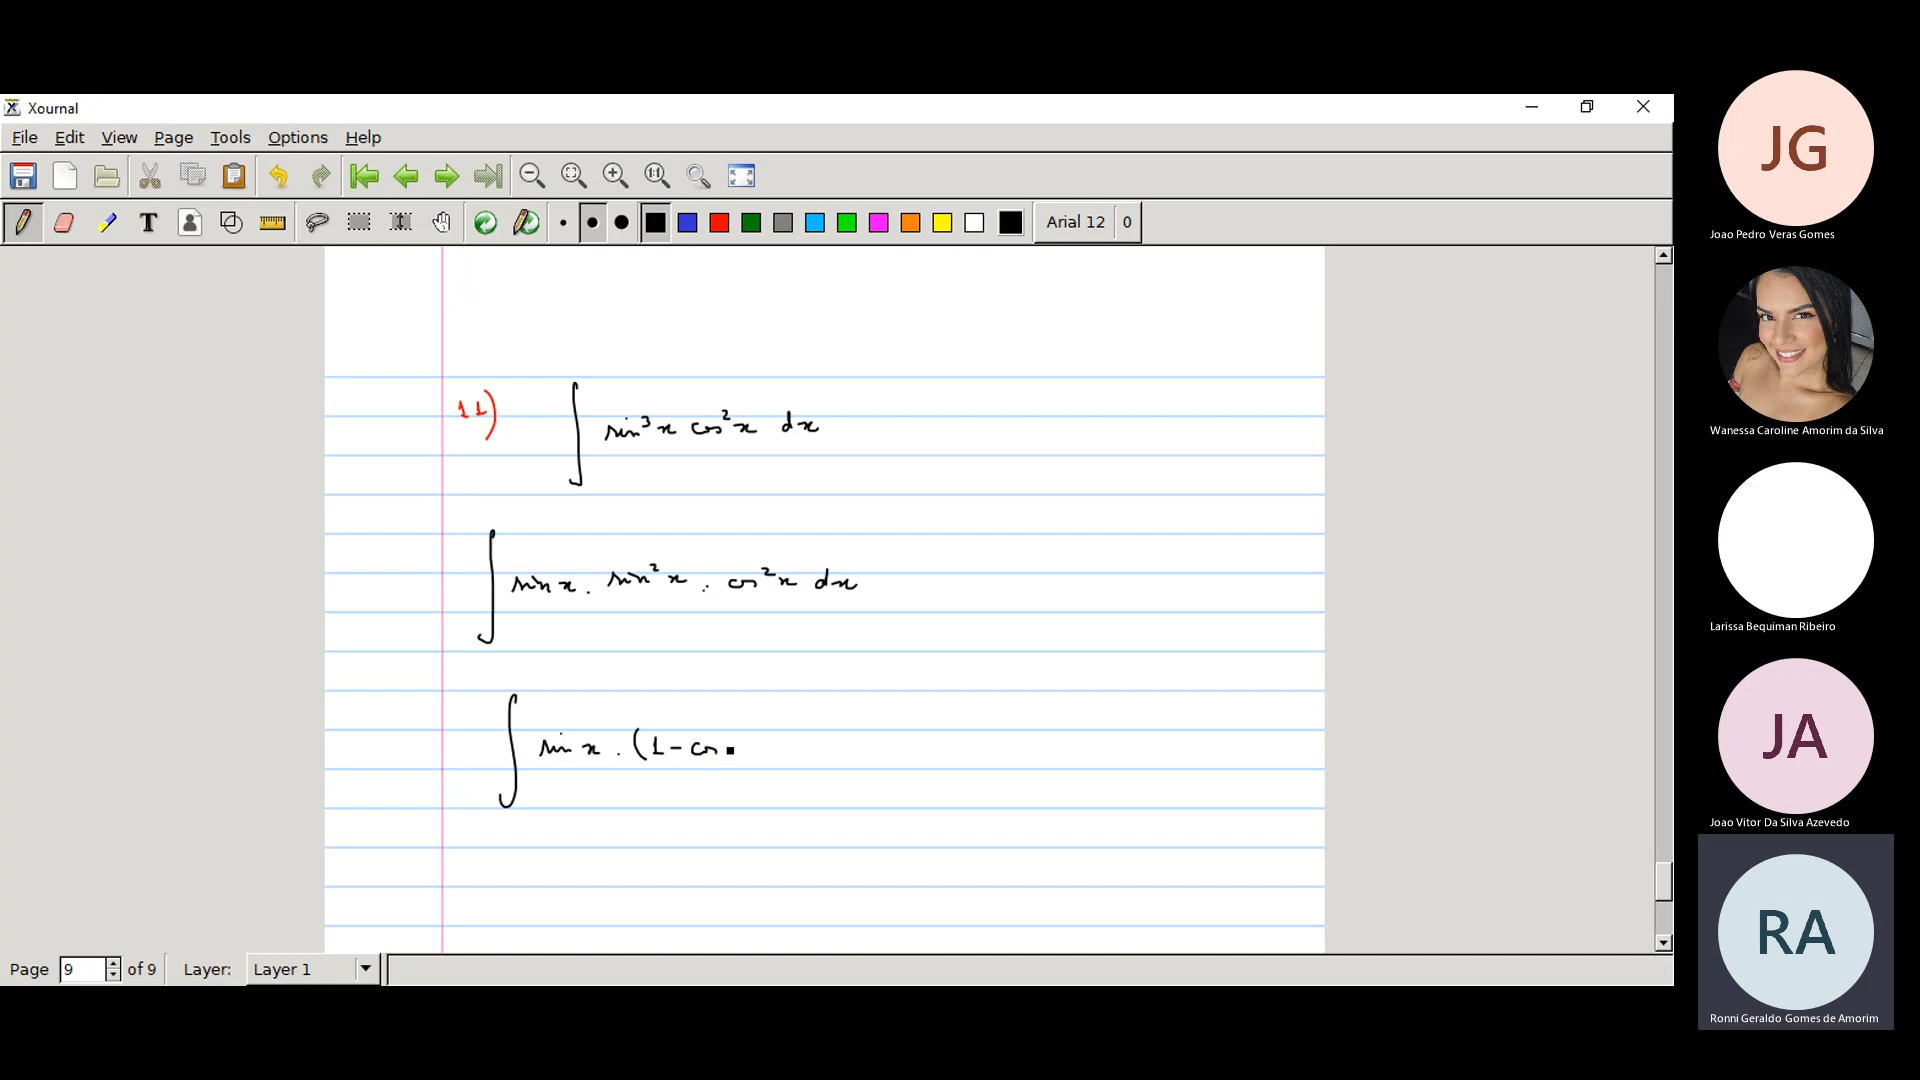 Xournal
File Edit View Page Tools Options Help
T Arial 12 0
11) ∫ sin³x cos²x dx
∫ sin x . sin²x . cos²x dx
∫ sin x . (1 - cos
Page 9 of 9 Layer: Layer 1
JG
Joao Pedro Veras Gomes
Wanessa Caroline Amorim da Silva
Larissa Bequiman Ribeiro
JA
Joao Vitor Da Silva Azevedo
RA
Ronni Geraldo Gomes de Amorim